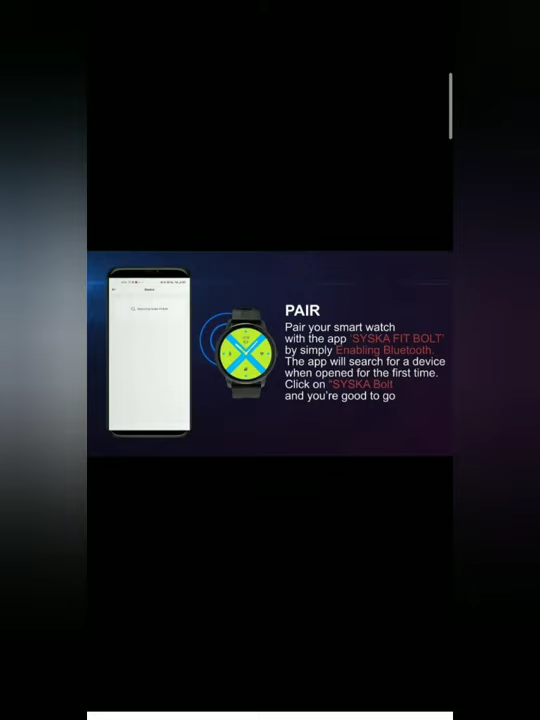 PAIR
Pair your smart watch
with the app 'SYSKA FIT BOLT'
by simply Enabling Bluetooth.
The app will search for a device
when opened for the first time.
Click on "SYSKA Bolt
and you're good to go